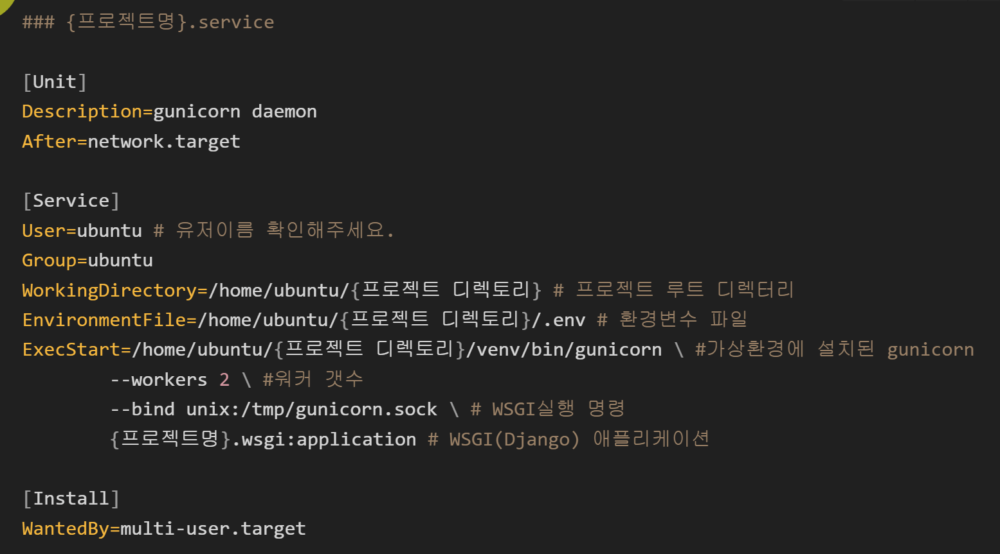 ### {프로젝트명}.service
[Unit]
Description=gunicorn daemon
After=network.target
[Service]
User=ubuntu # 유저이름 확인해주세요.
Group=ubuntu
WorkingDirectory=/home/ubuntu/{프로젝트 디렉토리} # 프로젝트 루트 디렉터리
EnvironmentFile=/home/ubuntu/{프로젝트 디렉토리}/.env # 환경변수 파일
ExecStart=/home/ubuntu/{프로젝트 디렉토리}/venv/bin/gunicorn \ #가상환경에 설치된 gunicorn
--workers 2 \ #워커 갯수
--bind unix:/tmp/gunicorn.sock \ # WSGI실행 명령
{프로젝트명}.wsgi:application # WSGI(Django) 애플리케이션
[Install]
WantedBy=multi-user.target